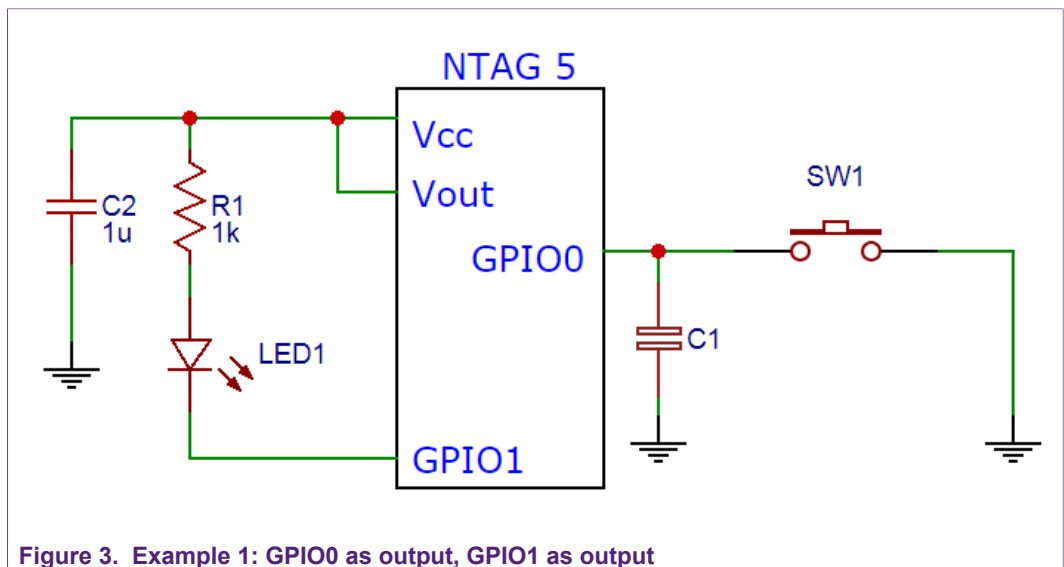 NTAG 5
Vcc
Vout
GPIO0
GPIO1
C2
1u
R1
1k
LED1
SW1
C1
Figure 3. Example 1: GPIO0 as output, GPIO1 as output